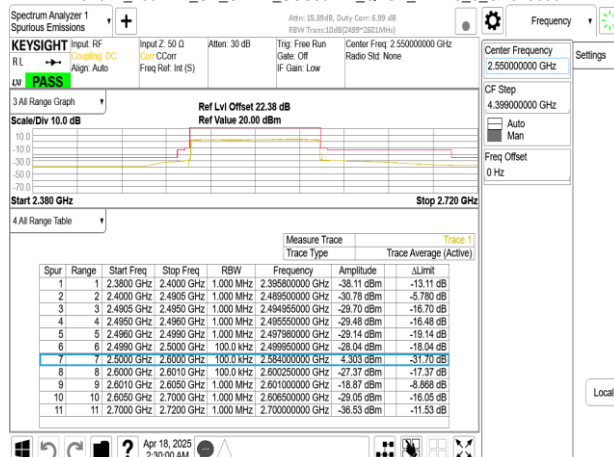 Spectrum Analyzer 1
Spurious Emissions
Attn: 15.39dB, Duty Corr: 6.99 dB
RBW Trans:10dB(2499~2601MHz)
Frequency
KEYSIGHT
RL
PASS
Input: RF
Coupling: DC
Align: Auto
Input Z: 50 Ω
Corr CCorr
Freq Ref: Int (S)
Atten: 30 dB
Trig: Free Run
Gate: Off
IF Gain: Low
Center Freq: 2.550000000 GHz
Radio Std: None
Center Frequency
2.550000000 GHz
Settings
CF Step
4.399000000 GHz
Auto
Man
Freq Offset
0 Hz
3 All Range Graph
Scale/Div 10.0 dB
Ref Lvl Offset 22.38 dB
Ref Value 20.00 dBm
10.0
-10.0
-30.0
-50.0
-70.0
Start 2.380 GHz
Stop 2.720 GHz
4 All Range Table
Measure Trace Trace 1
Trace Type Trace Average (Active)
Spur Range Start Freq Stop Freq RBW Frequency Amplitude ΔLimit
1 1 2.3800 GHz 2.4000 GHz 1.000 MHz 2.395800000 GHz -38.11 dBm -13.11 dB
2 2 2.4000 GHz 2.4905 GHz 1.000 MHz 2.489500000 GHz -30.78 dBm -5.780 dB
3 3 2.4905 GHz 2.4950 GHz 1.000 MHz 2.494955000 GHz -29.70 dBm -16.70 dB
4 4 2.4950 GHz 2.4960 GHz 1.000 MHz 2.495550000 GHz -29.48 dBm -16.48 dB
5 5 2.4960 GHz 2.4990 GHz 1.000 MHz 2.497980000 GHz -29.14 dBm -19.14 dB
6 6 2.4990 GHz 2.5000 GHz 100.0 kHz 2.499950000 GHz -28.04 dBm -18.04 dB
7 7 2.5000 GHz 2.6000 GHz 100.0 kHz 2.584000000 GHz 4.303 dBm -31.70 dB
8 8 2.6000 GHz 2.6010 GHz 100.0 kHz 2.600250000 GHz -27.37 dBm -17.37 dB
9 9 2.6010 GHz 2.6050 GHz 1.000 MHz 2.601000000 GHz -18.87 dBm -8.868 dB
10 10 2.6050 GHz 2.7000 GHz 1.000 MHz 2.606500000 GHz -29.05 dBm -16.05 dB
11 11 2.7000 GHz 2.7200 GHz 1.000 MHz 2.700000000 GHz -36.53 dBm -11.53 dB
Local
Apr 18, 2025
2:30:00 AM